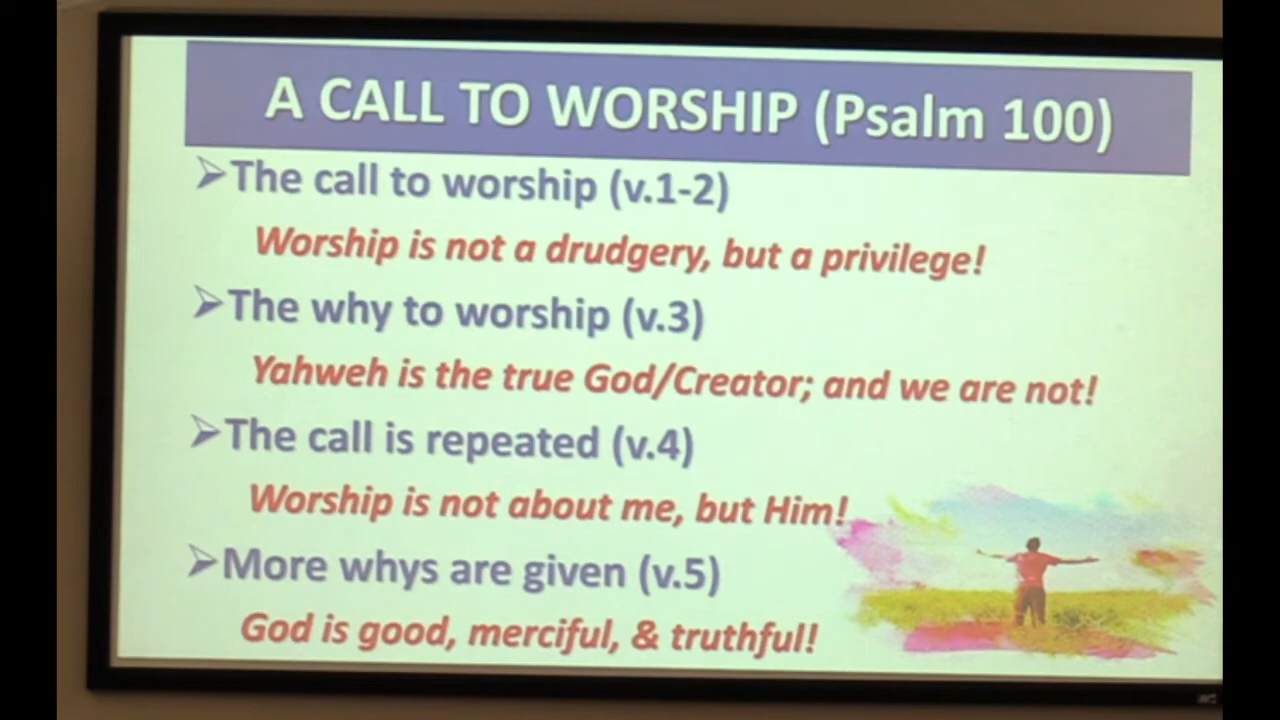 A CALL TO WORSHIP (Psalm 100)
➢The call to worship (v.1-2)
Worship is not a drudgery, but a privilege!
➢The why to worship (v.3)
Yahweh is the true God/Creator; and we are not!
➢The call is repeated (v.4)
Worship is not about me, but Him!
➢More whys are given (v.5)
God is good, merciful, & truthful!